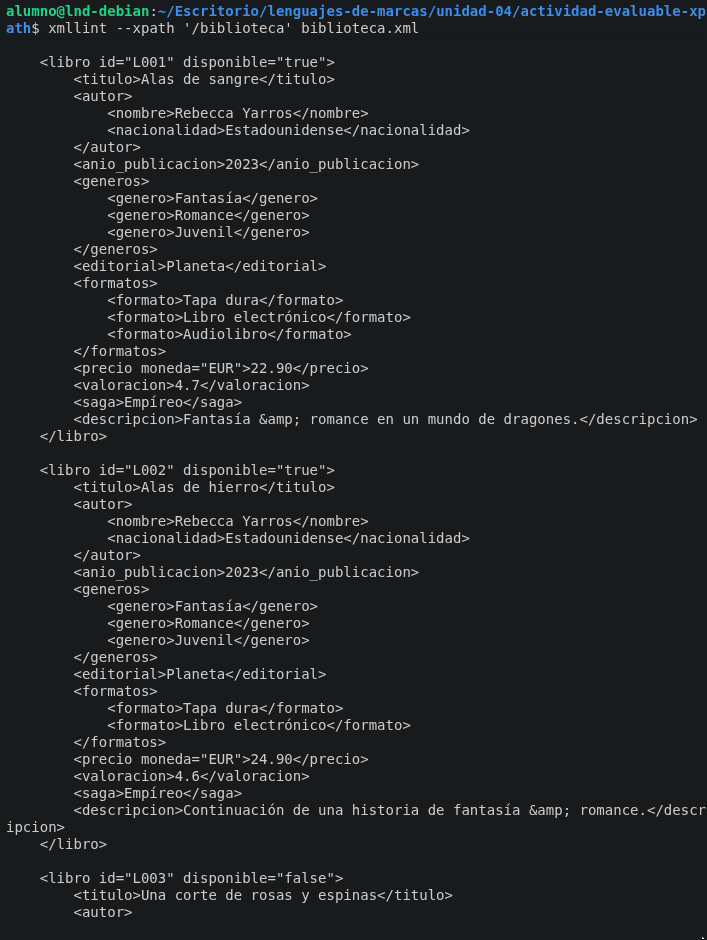 alumno@lnd-debian:~/Escritorio/lenguajes-de-marcas/unidad-04/actividad-evaluable-xp
ath$ xmllint --xpath '/biblioteca' biblioteca.xml

    <libro id="L001" disponible="true">
        <titulo>Alas de sangre</titulo>
        <autor>
            <nombre>Rebecca Yarros</nombre>
            <nacionalidad>Estadounidense</nacionalidad>
        </autor>
        <anio_publicacion>2023</anio_publicacion>
        <generos>
            <genero>Fantasía</genero>
            <genero>Romance</genero>
            <genero>Juvenil</genero>
        </generos>
        <editorial>Planeta</editorial>
        <formatos>
            <formato>Tapa dura</formato>
            <formato>Libro electrónico</formato>
            <formato>Audiolibro</formato>
        </formatos>
        <precio moneda="EUR">22.90</precio>
        <valoracion>4.7</valoracion>
        <saga>Empíreo</saga>
        <descripcion>Fantasía &amp; romance en un mundo de dragones.</descripcion>
    </libro>

    <libro id="L002" disponible="true">
        <titulo>Alas de hierro</titulo>
        <autor>
            <nombre>Rebecca Yarros</nombre>
            <nacionalidad>Estadounidense</nacionalidad>
        </autor>
        <anio_publicacion>2023</anio_publicacion>
        <generos>
            <genero>Fantasía</genero>
            <genero>Romance</genero>
            <genero>Juvenil</genero>
        </generos>
        <editorial>Planeta</editorial>
        <formatos>
            <formato>Tapa dura</formato>
            <formato>Libro electrónico</formato>
        </formatos>
        <precio moneda="EUR">24.90</precio>
        <valoracion>4.6</valoracion>
        <saga>Empíreo</saga>
        <descripcion>Continuación de una historia de fantasía &amp; romance.</descr
ipcion>
    </libro>

    <libro id="L003" disponible="false">
        <titulo>Una corte de rosas y espinas</titulo>
        <autor>